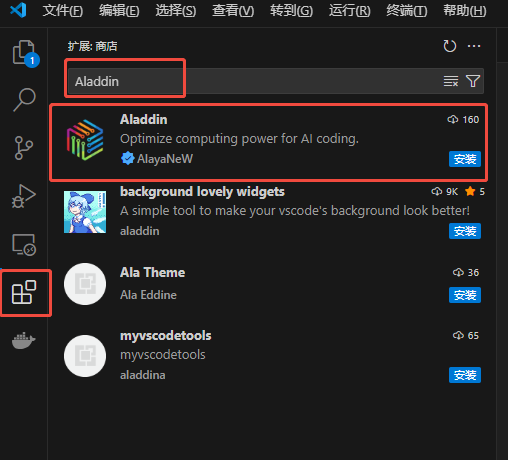 文件(F) 编辑(E) 选择(S) 查看(V) 转到(G) 运行(R) 终端(T) 帮助(H)
扩展: 商店
1
Aladdin
Aladdin 160
Optimize computing power for AI coding.
AlayaNeW 安装
background lovely widgets 9K 5
A simple tool to make your vscode's background look better!
aladdin 安装
Ala Theme 36
Ala Eddine 安装
myvscodetools 65
myvscodetools
aladdina 安装